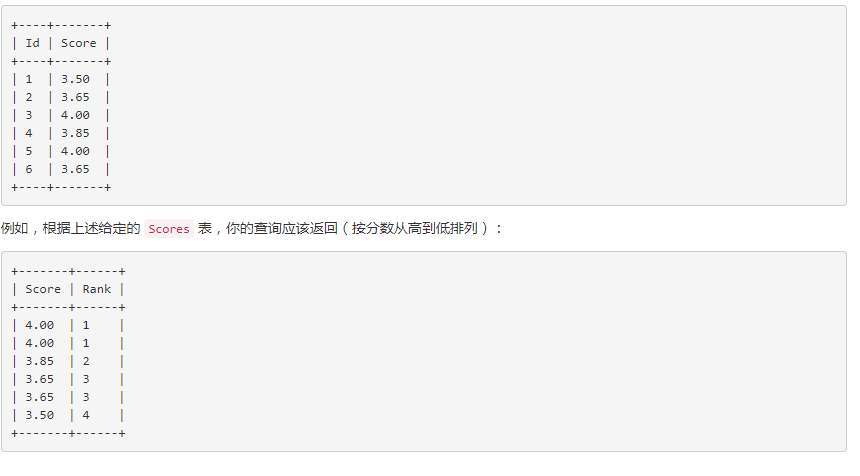 +----+-------+
| Id | Score |
+----+-------+
| 1  | 3.50  |
| 2  | 3.65  |
| 3  | 4.00  |
| 4  | 3.85  |
| 5  | 4.00  |
| 6  | 3.65  |
+----+-------+
例如，根据上述给定的 Scores 表，你的查询应该返回（按分数从高到低排列）：
+-------+------+
| Score | Rank |
+-------+------+
| 4.00  | 1    |
| 4.00  | 1    |
| 3.85  | 2    |
| 3.65  | 3    |
| 3.65  | 3    |
| 3.50  | 4    |
+-------+------+